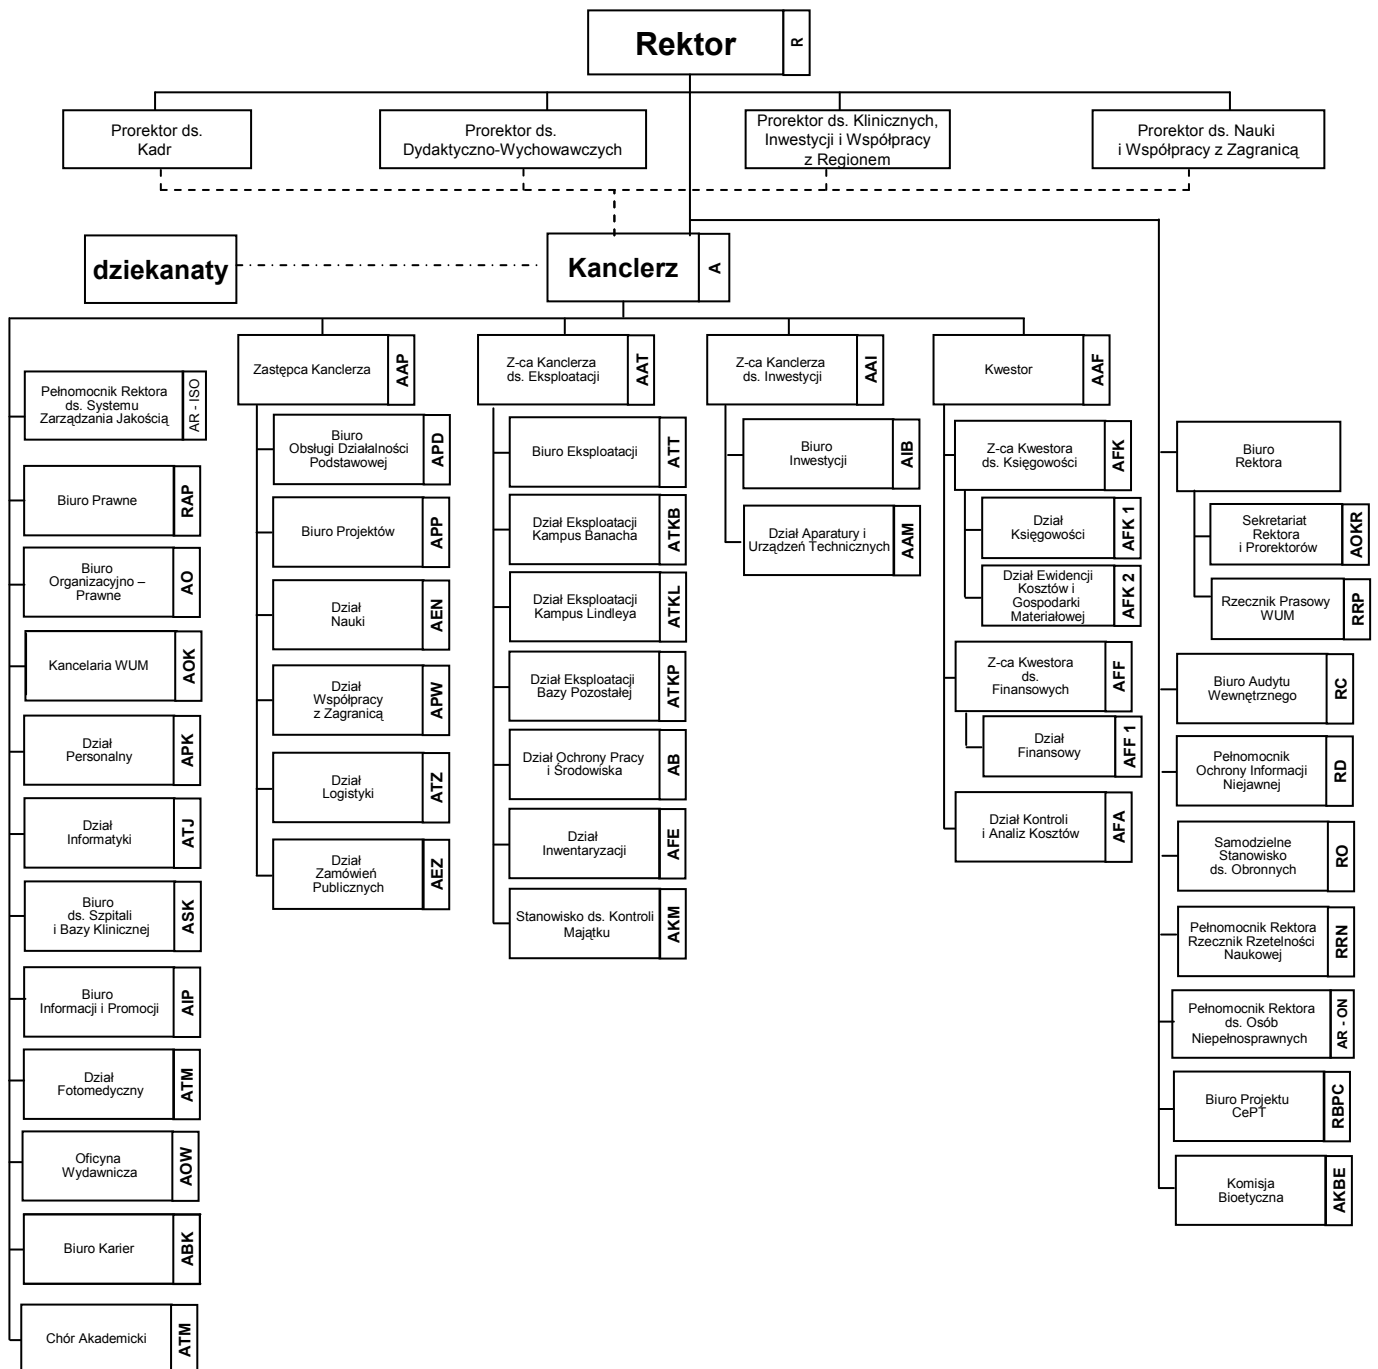 Rektor
R
Prorektor ds.
Kadr
Prorektor ds.
Dydaktyczno-Wychowawczych
Prorektor ds. Klinicznych,
Inwestycji i Współpracy
z Regionem
Prorektor ds. Nauki
i Współpracy z Zagranicą
dziekanaty
Kanclerz
A
Pełnomocnik Rektora
ds. Systemu
Zarządzania Jakością
AR - ISO
Biuro Prawne
RAP
Biuro
Organizacyjno –
Prawne
AO
Kancelaria WUM
AOK
Dział
Personalny
APK
Dział
Informatyki
ATJ
Biuro
ds. Szpitali
i Bazy Klinicznej
ASK
Biuro
Informacji i Promocji
AIP
Dział
Fotomedyczny
ATM
Oficyna
Wydawnicza
AOW
Biuro Karier
ABK
Chór Akademicki
ATM
Zastępca Kanclerza
AAP
Biuro
Obsługi Działalności
Podstawowej
APD
Biuro Projektów
APP
Dział
Nauki
AEN
Dział
Współpracy
z Zagranicą
APW
Dział
Logistyki
ATZ
Dział
Zamówień
Publicznych
AEZ
Z-ca Kanclerza
ds. Eksploatacji
AAT
Biuro Eksploatacji
ATT
Dział Eksploatacji
Kampus Banacha
ATKB
Dział Eksploatacji
Kampus Lindleya
ATKL
Dział Eksploatacji
Bazy Pozostałej
ATKP
Dział Ochrony Pracy
i Środowiska
AB
Dział
Inwentaryzacji
AFE
Stanowisko ds. Kontroli
Majątku
AKM
Z-ca Kanclerza
ds. Inwestycji
AAI
Biuro
Inwestycji
AIB
Dział Aparatury i
Urządzeń Technicznych
AAM
Kwestor
AAF
Z-ca Kwestora
ds. Księgowości
AFK
Dział
Księgowości
AFK 1
Dział Ewidencji
Kosztów i
Gospodarki
Materiałowej
AFK 2
Z-ca Kwestora
ds.
Finansowych
AFF
Dział
Finansowy
AFF 1
Dział Kontroli
i Analiz Kosztów
AFA
Biuro
Rektora
Sekretariat
Rektora
i Prorektorów
AOKR
Rzecznik Prasowy
WUM
RRP
Biuro Audytu
Wewnętrznego
RC
Pełnomocnik
Ochrony Informacji
Niejawnej
RD
Samodzielne
Stanowisko
ds. Obronnych
RO
Pełnomocnik Rektora
Rzecznik Rzetelności
Naukowej
RRN
Pełnomocnik Rektora
ds. Osób
Niepełnosprawnych
AR - ON
Biuro Projektu
CePT
RBPC
Komisja
Bioetyczna
AKBE